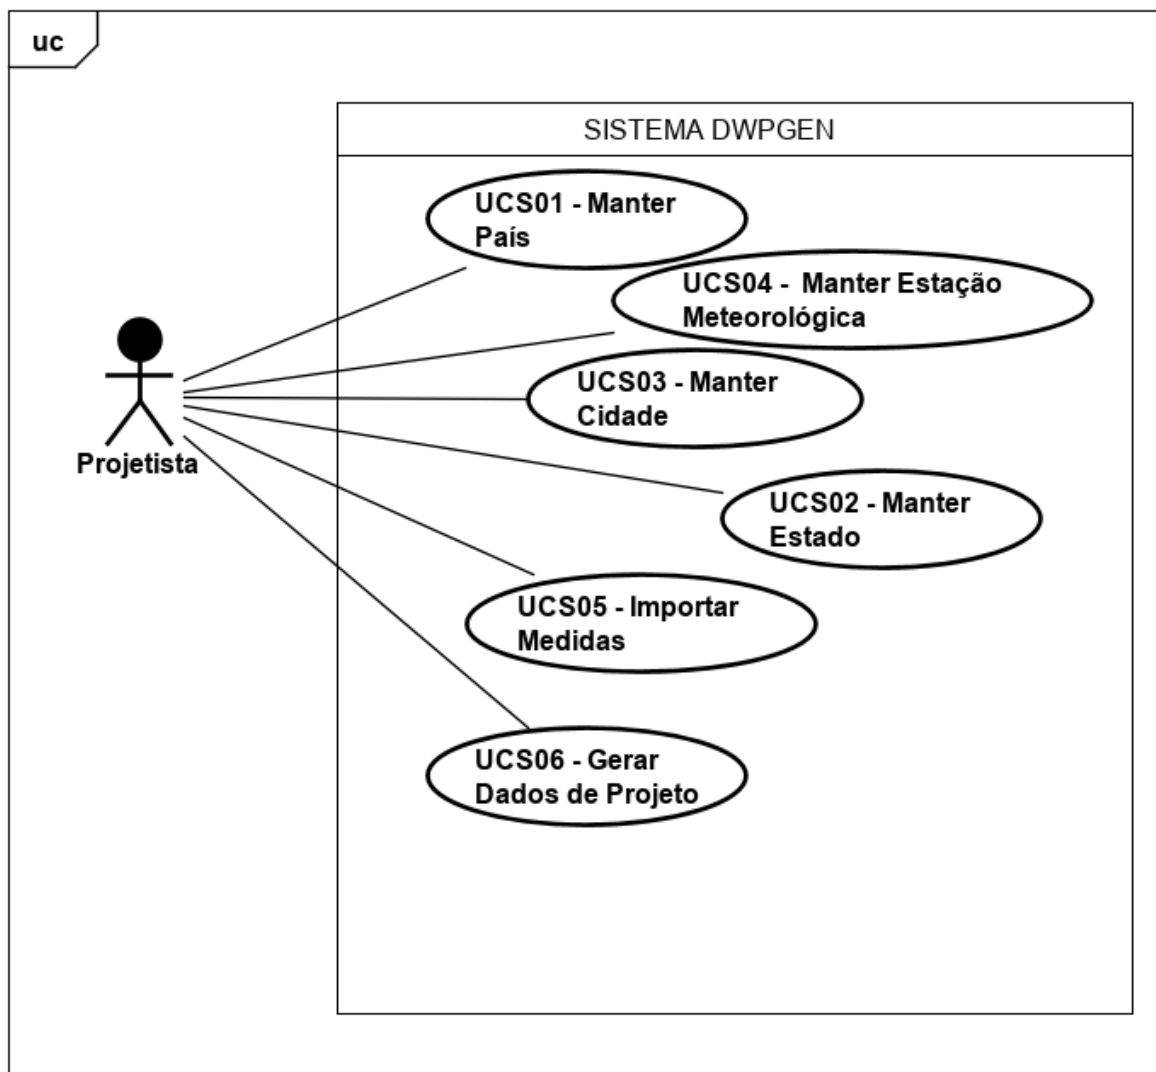 uc
SISTEMA DWPGEN
UCS01 - Manter
País
UCS04 -  Manter Estação
Meteorológica
UCS03 - Manter
Cidade
Projetista
UCS02 - Manter
Estado
UCS05 - Importar
Medidas
UCS06 - Gerar
Dados de Projeto